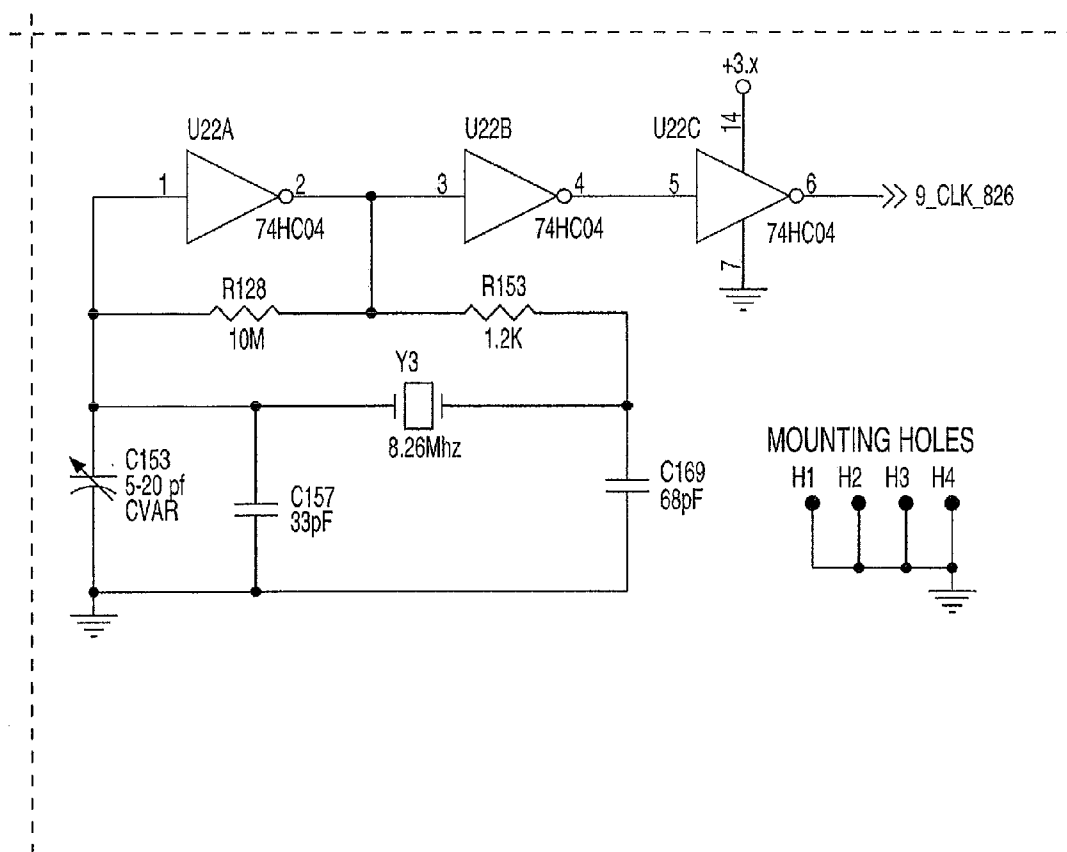 +3.x
14
U22A
U22B
U22C
1
2
3
4
5
6
9_CLK_826
74HC04
74HC04
74HC04
7
R128
R153
10M
1.2K
Y3
8.26Mhz
C153
5-20 pf
CVAR
C157
33pF
C169
68pF
MOUNTING HOLES
H1 H2 H3 H4